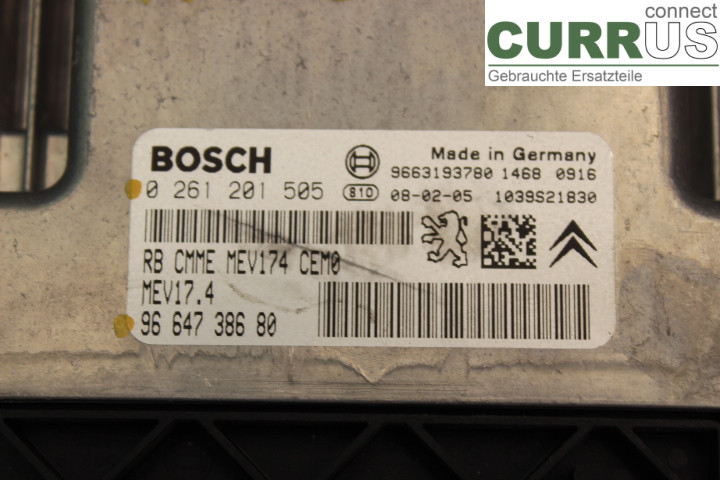 connect
CURRUS
Gebrauchte Ersatzteile
BOSCH
Made in Germany
9663193780 1468 0916
0 261 201 505 810 08-02-05 1039S21830
RB CMME MEV174 CEM0
MEV17.4
96 647 386 80